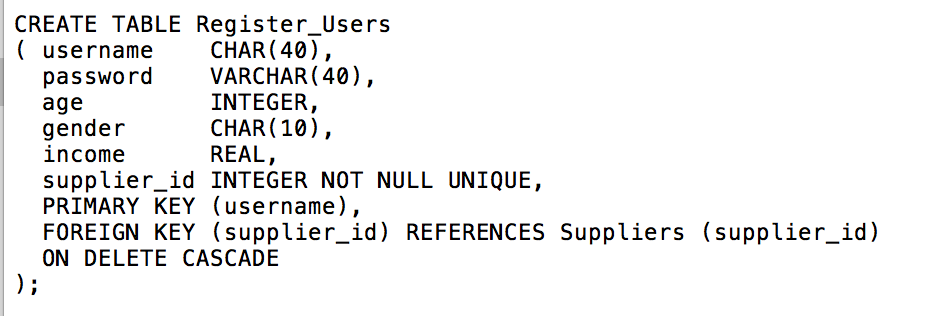 CREATE TABLE Register_Users
( username    CHAR(40),
  password    VARCHAR(40),
  age         INTEGER,
  gender      CHAR(10),
  income      REAL,
  supplier_id INTEGER NOT NULL UNIQUE,
  PRIMARY KEY (username),
  FOREIGN KEY (supplier_id) REFERENCES Suppliers (supplier_id)
  ON DELETE CASCADE
);